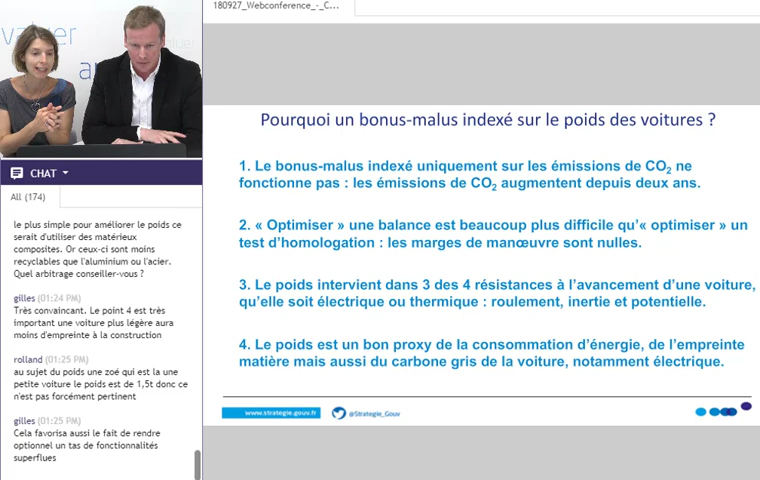 180927_Webconference_-_C...
CHAT
All (174)
le plus simple pour améliorer le poids ce
serait d'utiliser des matérieux
composites. Or ceux-ci sont moins
recyclables que l'aluminium ou l'acier.
Quel arbitrage conseiller-vous ?
gilles (01:24 PM)
Très convaincant. Le point 4 est très
important une voiture plus légère aura
moins d'empreinte à la construction
rolland (01:25 PM)
au sujet du poids une zoé qui est la une
petite voiture le poids est de 1,5t donc ce
n'est pas forcément pertinent
gilles (01:25 PM)
Cela favorisa aussi le fait de rendre
optionnel un tas de fonctionnalités
superflues
Pourquoi un bonus-malus indexé sur le poids des voitures ?
1. Le bonus-malus indexé uniquement sur les émissions de CO2 ne
fonctionne pas : les émissions de CO2 augmentent depuis deux ans.
2. « Optimiser » une balance est beaucoup plus difficile qu'« optimiser » un
test d'homologation : les marges de manœuvre sont nulles.
3. Le poids intervient dans 3 des 4 résistances à l'avancement d'une voiture,
qu'elle soit électrique ou thermique : roulement, inertie et potentielle.
4. Le poids est un bon proxy de la consommation d'énergie, de l'empreinte
matière mais aussi du carbone gris de la voiture, notamment électrique.
www.strategie.gouv.fr
@Strategie_Gouv